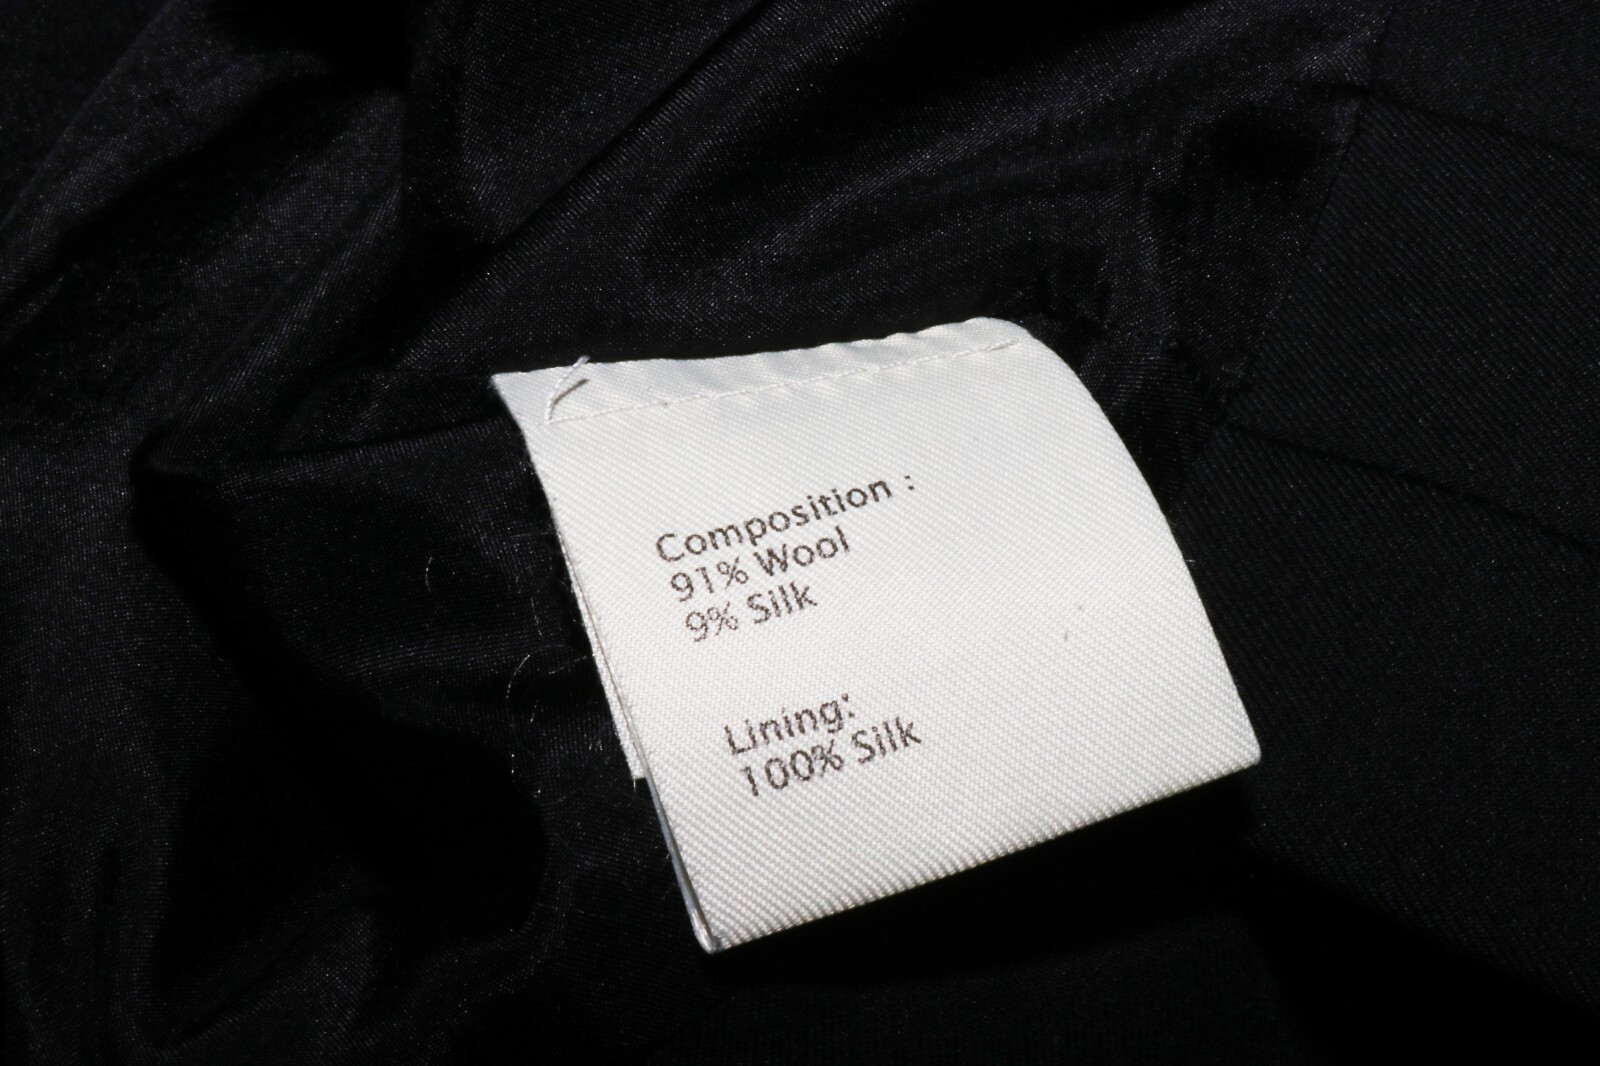 Composition :
91% Wool
9% Silk
Lining:
100% Silk